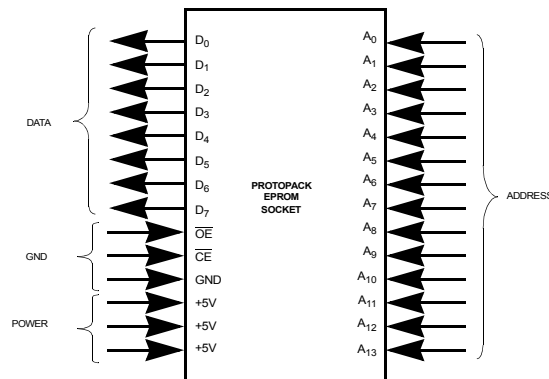 DATA
GND
POWER
D0
D1
D2
D3
D4
D5
D6
D7
OE
CE
GND
+5V
+5V
+5V
PROTOPACK
EPROM
SOCKET
A0
A1
A2
A3
A4
A5
A6
A7
A8
A9
A10
A11
A12
A13
ADDRESS